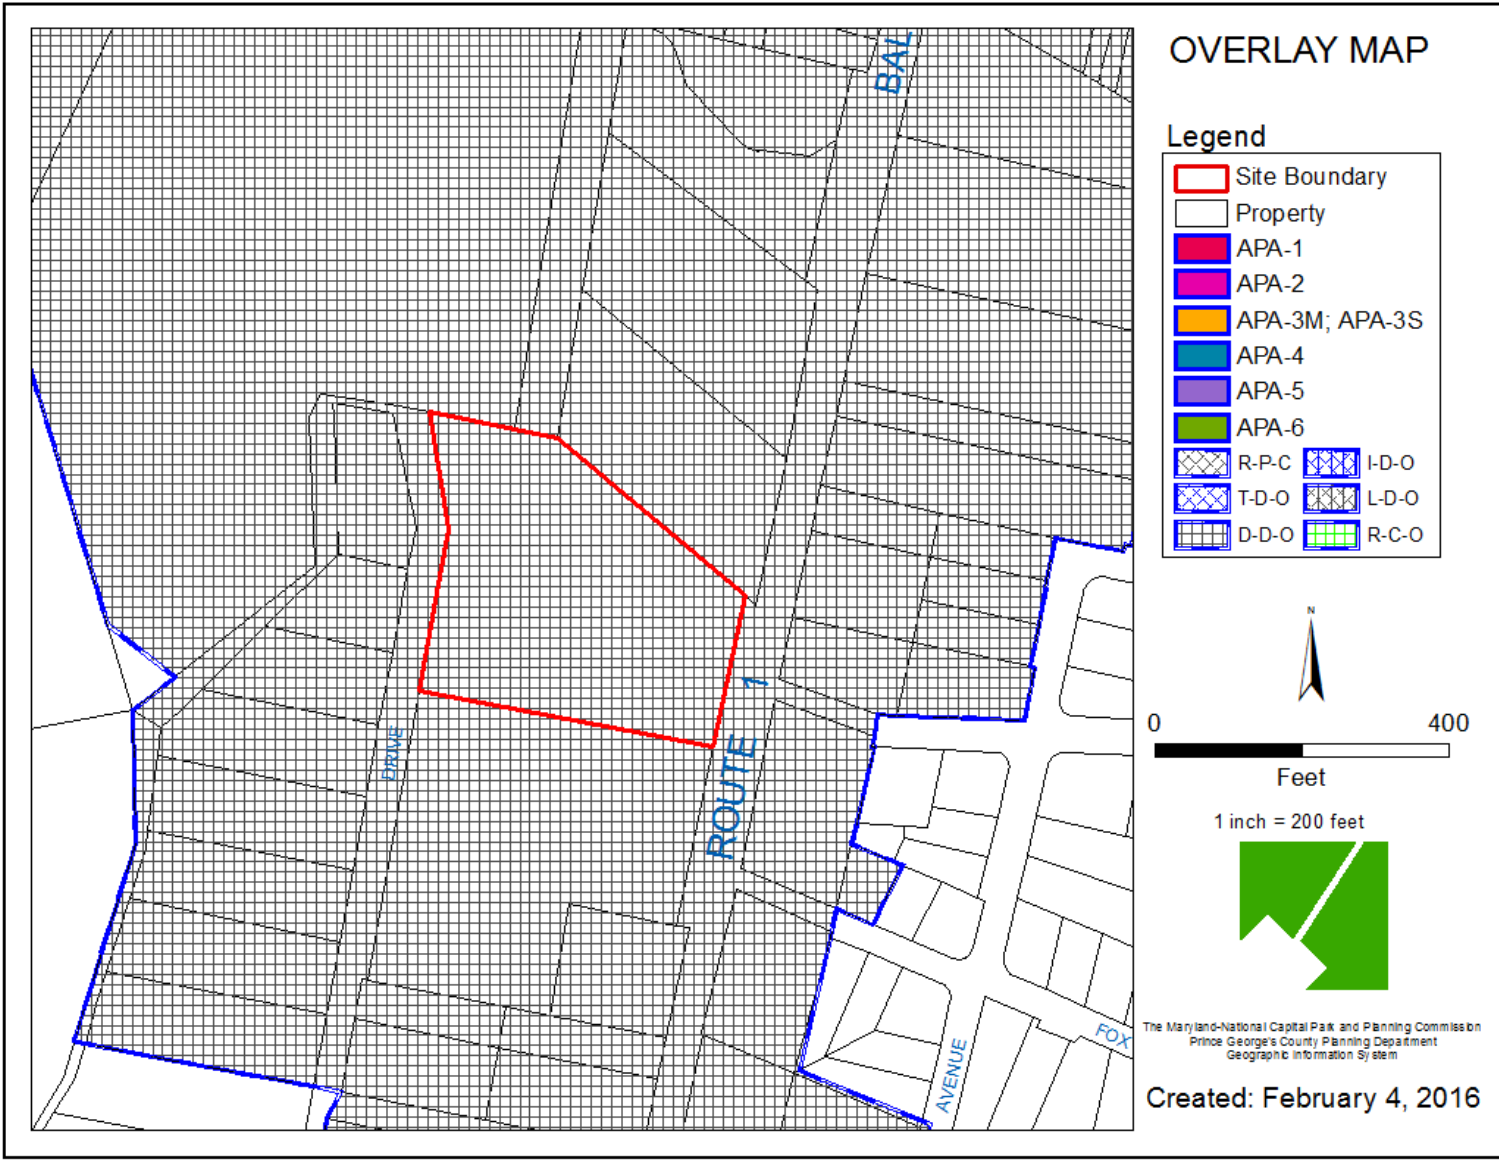 OVERLAY MAP
BAL
Legend
Site Boundary
Property
APA-1
APA-2
APA-3M; APA-3S
APA-4
APA-5
APA-6
R-P-C I-D-O
T-D-O L-D-O
D-D-O R-C-O
N
0 400
Feet
1 inch = 200 feet
ROUTE 1
DRIVE
AVENUE
FOX
The Maryland-National Capital Park and Planning Commission
Prince George's County Planning Department
Geographic Information System
Created: February 4, 2016